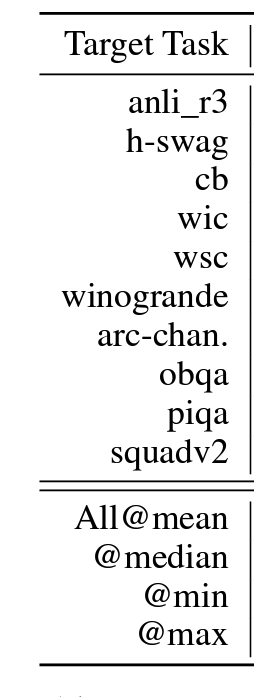 Target Task
anli_r3
h-swag
cb
wic
wsc
winogrande
arc-chan.
obqa
piqa
squadv2
All@mean
@median
@min
@max